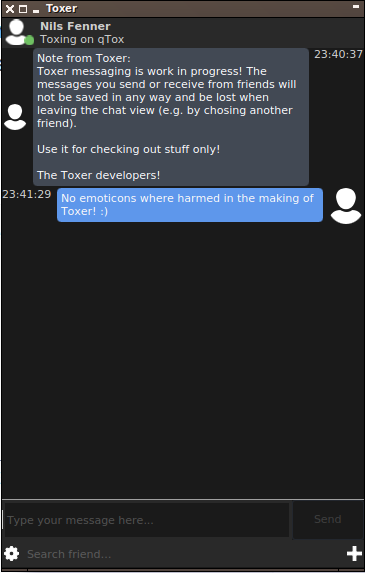 Toxer
Nils Fenner
Toxing on qTox
23:40:37
Note from Toxer:
Toxer messaging is work in progress! The
messages you send or receive from friends will
not be saved in any way and be lost when
leaving the chat view (e.g. by chosing another
friend).
Use it for checking out stuff only!
The Toxer developers!
23:41:29
No emoticons where harmed in the making of
Toxer! :)
Type your message here...
Send
Search friend...